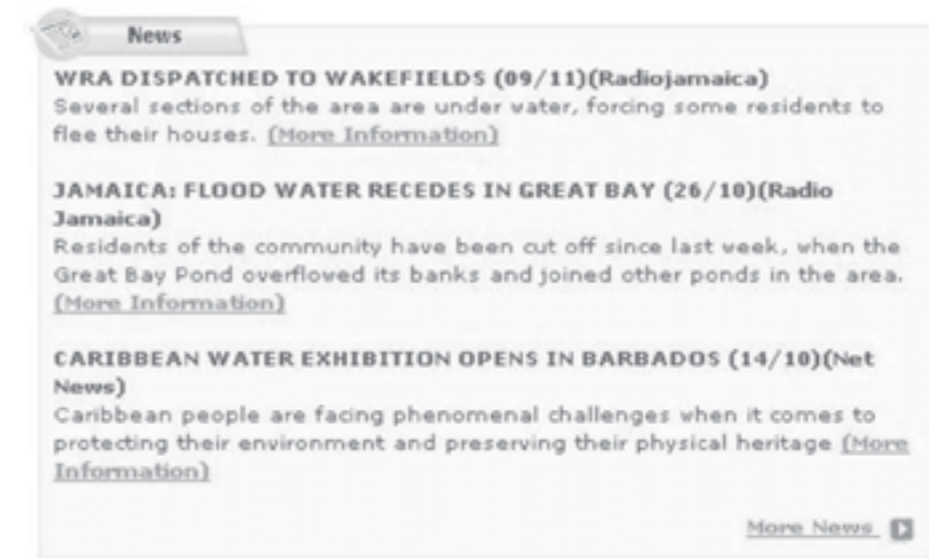 News
WRA DISPATCHED TO WAKEFIELDS (09/11)(Radiojamaica)
Several sections of the area are under water, forcing some residents to
flee their houses. (More Information)
JAMAICA: FLOOD WATER RECEDES IN GREAT BAY (26/10)(Radio
Jamaica)
Residents of the community have been cut off since last week, when the
Great Bay Pond overflowed its banks and joined other ponds in the area.
(More Information)
CARIBBEAN WATER EXHIBITION OPENS IN BARBADOS (14/10)(Net
News)
Caribbean people are facing phenomenal challenges when it comes to
protecting their environment and preserving their physical heritage (More
Information)
More News